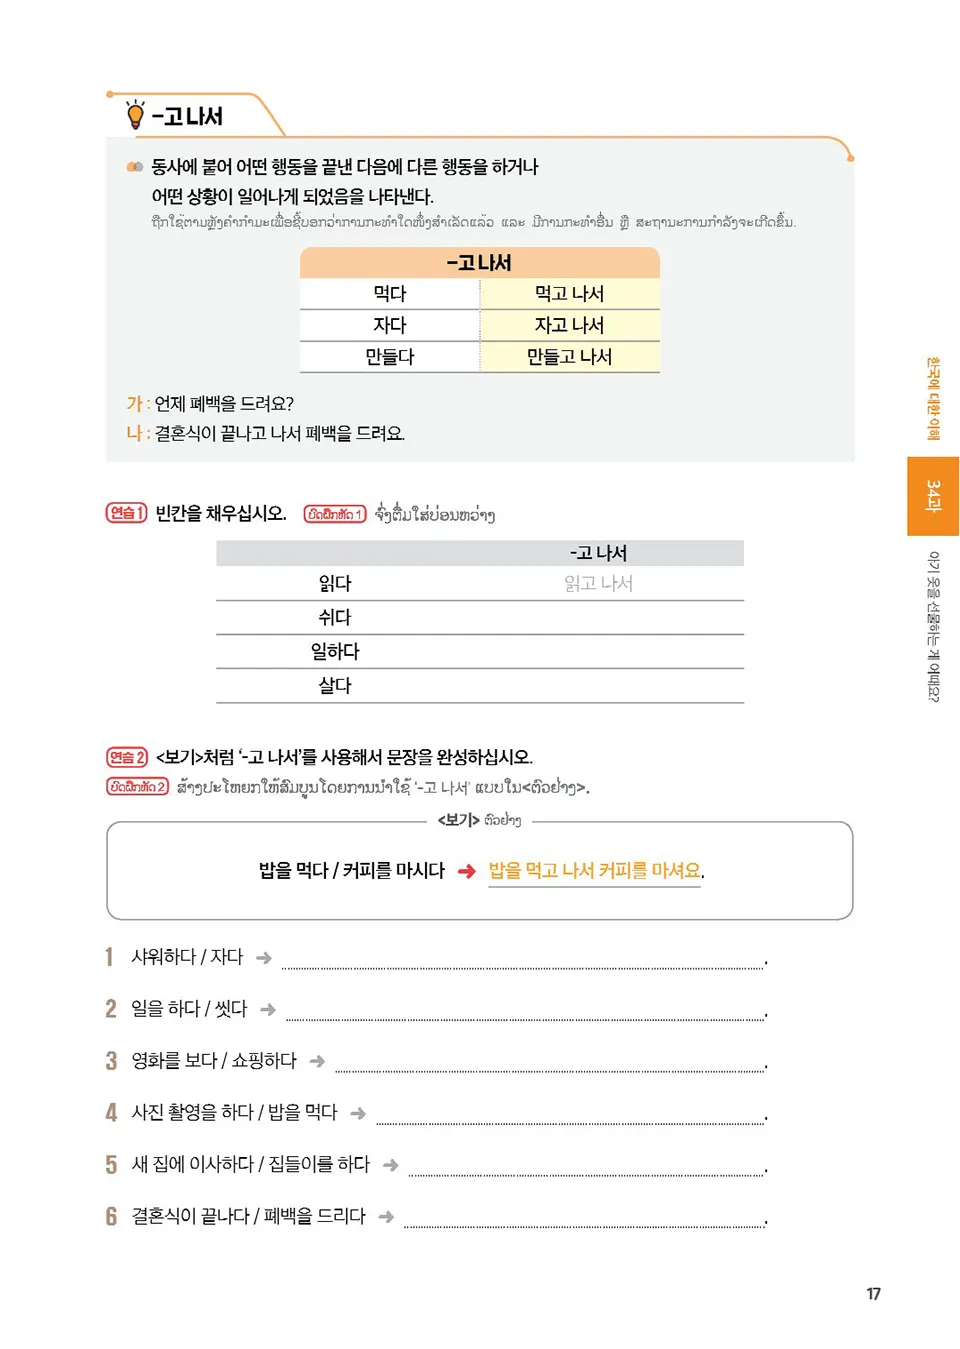 -고 나서
동사에 붙어 어떤 행동을 끝낸 다음에 다른 행동을 하거나
어떤 상황이 일어나게 되었음을 나타낸다.
ຖືກໃຊ້ຕາມຫຼັງຄຳກຳມະເພື່ອຊີ້ບອກວ່າການກະທຳໃດໜຶ່ງສຳເລັດແລ້ວ ແລະ ມີການກະທຳອື່ນ ຫຼື ສະຖານະການກຳລັງຈະເກີດຂຶ້ນ.
-고 나서
먹다 먹고 나서
자다 자고 나서
만들다 만들고 나서
가 : 언제 폐백을 드려요?
나 : 결혼식이 끝나고 나서 폐백을 드려요.
연습 1 빈칸을 채우십시오. ບົດຝຶກຫັດ 1 ຈົ່ງຕື່ມໃສ່ບ່ອນຫວ່າງ
-고 나서
읽다 읽고 나서
쉬다
일하다
살다
연습 2 <보기>처럼 ‘-고 나서’를 사용해서 문장을 완성하십시오.
ບົດຝຶກຫັດ 2 ສ້າງປະໂຫຍກໃຫ້ສົມບູນໂດຍການນຳໃຊ້ ‘-고 나서’ ແບບໃນ<ຕົວຢ່າງ>.
<보기> ຕົວຢ່າງ
밥을 먹다 / 커피를 마시다 ➜ 밥을 먹고 나서 커피를 마셔요.
1 샤워하다 / 자다 ➜ .
2 일을 하다 / 씻다 ➜ .
3 영화를 보다 / 쇼핑하다 ➜ .
4 사진 촬영을 하다 / 밥을 먹다 ➜ .
5 새 집에 이사하다 / 집들이를 하다 ➜ .
6 결혼식이 끝나다 / 폐백을 드리다 ➜ .
한국에 대한 이해
34과
아기 옷을 선물하는 게 어때요?
17